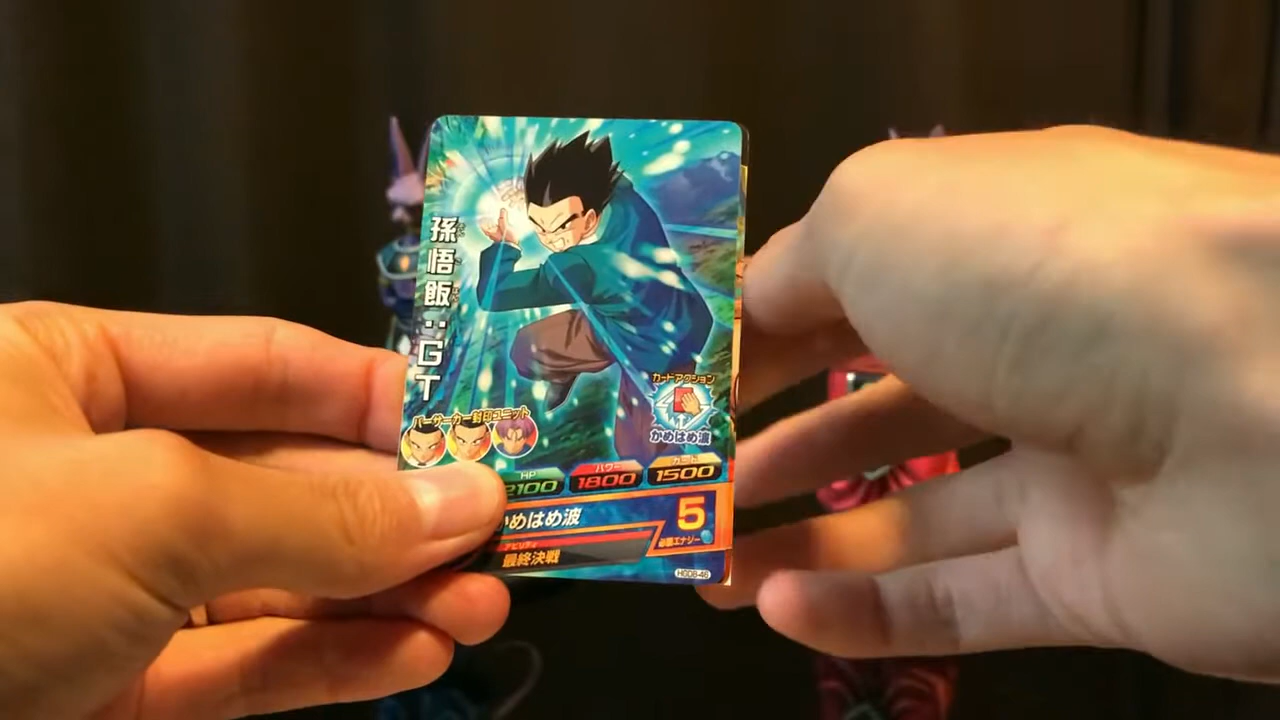 孫悟飯:GT
バーサーカー封印ユニット
カードアクション
かめはめ波
HP
パワー
ガード
2100
1800
1500
かめはめ波
5
必要エナジー
アビリティ
最終決戦
HGD8-46